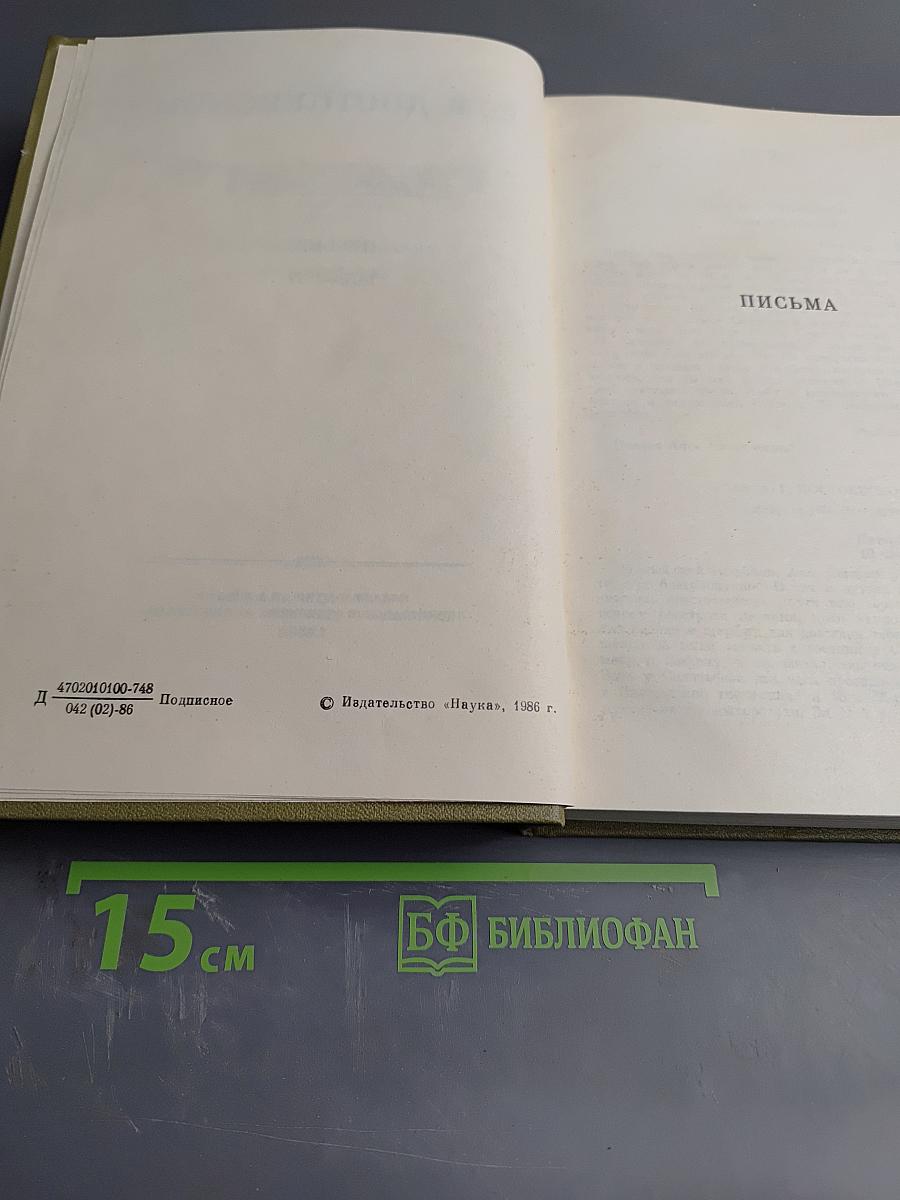 ПИСЬМА
Д 4702010100-748
042 (02)-86 Подписное
© Издательство «Наука», 1986 г.
15 см
БФ БИБЛИОФАН